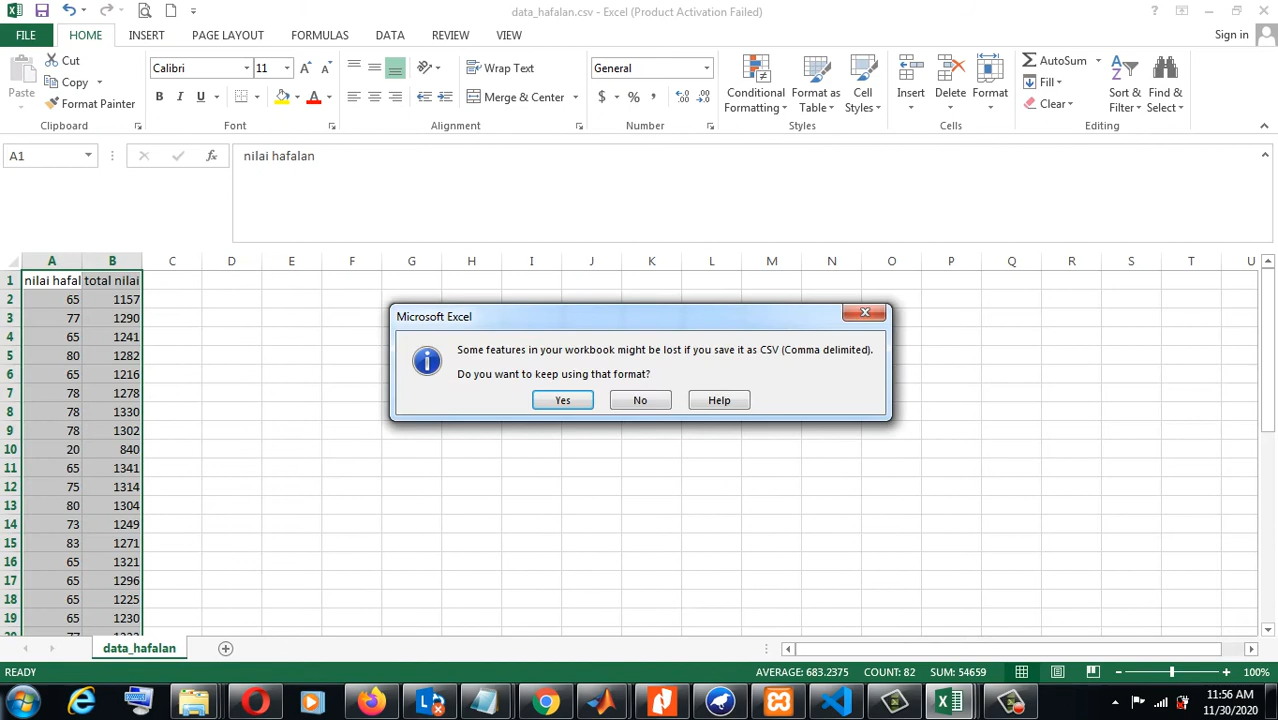 data_hafalan.csv - Excel (Product Activation Failed)
FILE HOME INSERT PAGE LAYOUT FORMULAS DATA REVIEW VIEW Sign in
Paste
Cut
Copy
Format Painter
Clipboard
Calibri 11
B I U
Font
Wrap Text
Merge & Center
Alignment
General
$ % ,
Number
Conditional Formatting
Format as Table
Cell Styles
Styles
Insert Delete Format
Cells
AutoSum
Fill
Clear
Sort & Filter
Find & Select
Editing
A1 fx nilai hafalan
A B C D E F G H I J K L M N O P Q R S T U
1 nilai hafal total nilai
2 65 1157
3 77 1290
4 65 1241
5 80 1282
6 65 1216
7 78 1278
8 78 1330
9 78 1302
10 20 840
11 65 1341
12 75 1314
13 80 1304
14 73 1249
15 83 1271
16 65 1321
17 65 1296
18 65 1225
19 65 1230
Microsoft Excel
Some features in your workbook might be lost if you save it as CSV (Comma delimited).
Do you want to keep using that format?
Yes No Help
data_hafalan
READY AVERAGE: 683.2375 COUNT: 82 SUM: 54659 100%
11:56 AM
11/30/2020